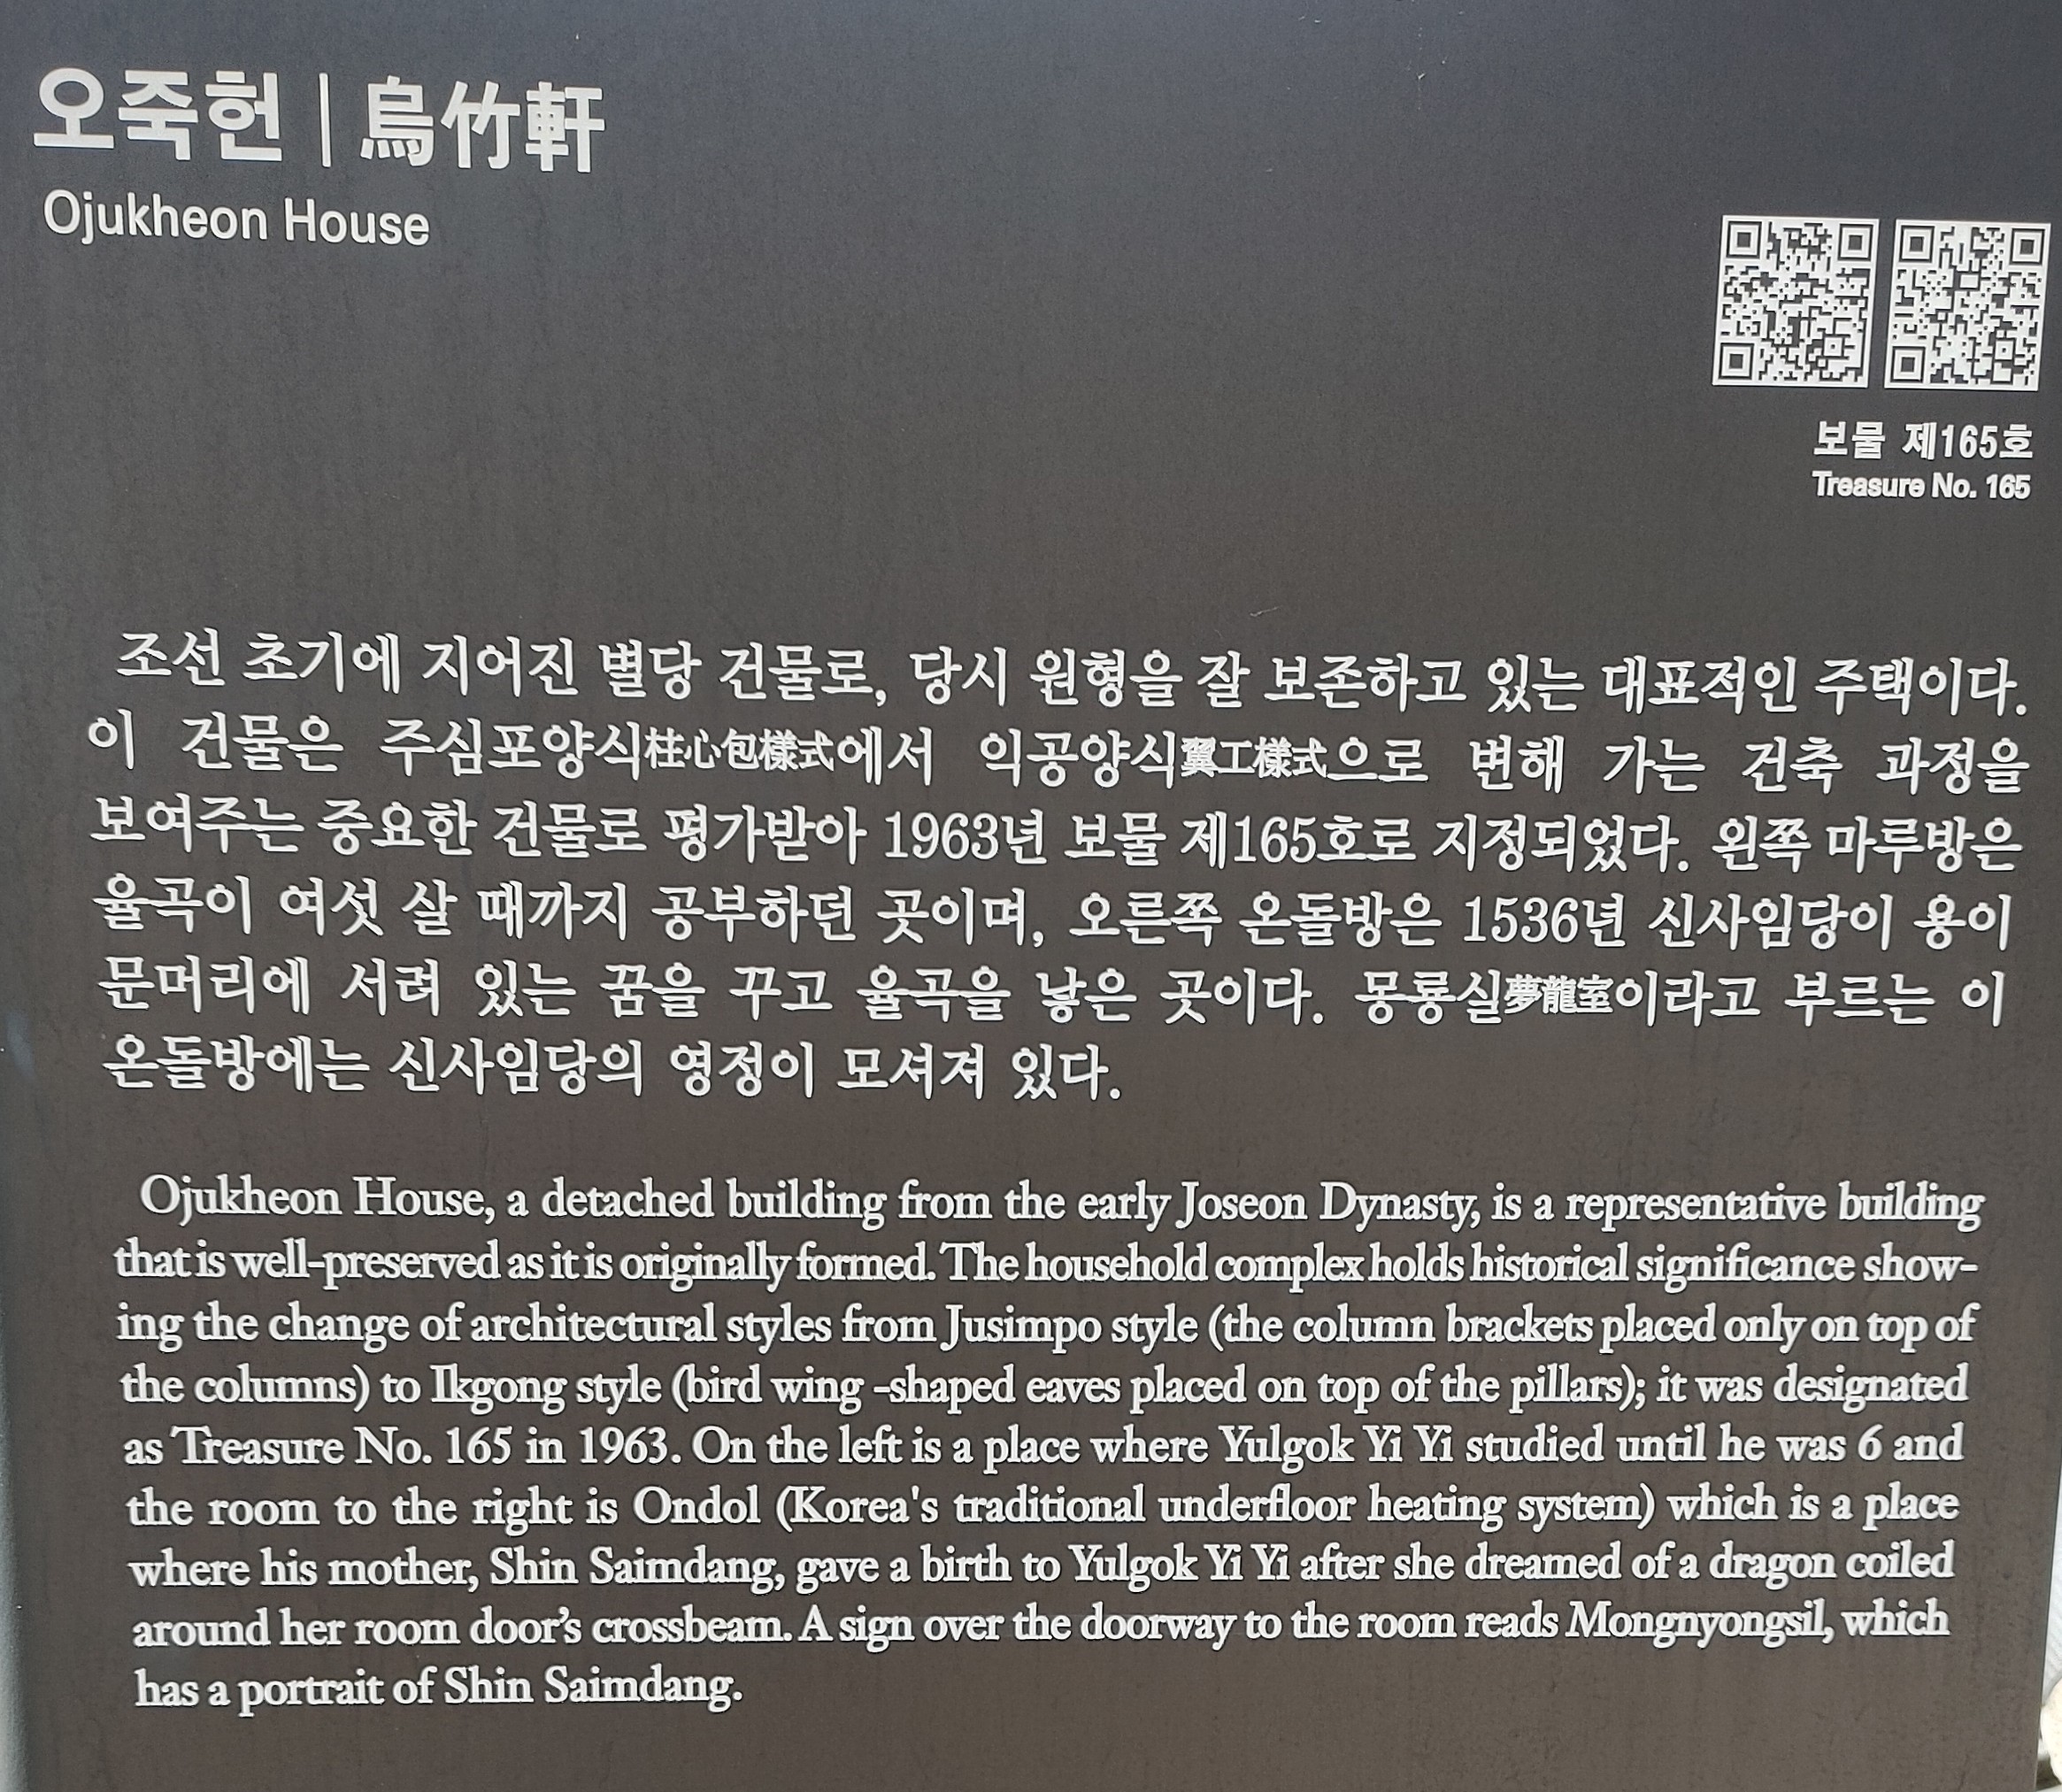 오죽헌 | 烏竹軒
Ojukheon House
보물 제165호
Treasure No. 165
조선 초기에 지어진 별당 건물로, 당시 원형을 잘 보존하고 있는 대표적인 주택이다.
이 건물은 주심포양식柱心包樣式에서 익공양식翼工樣式으로 변해 가는 건축 과정을
보여주는 중요한 건물로 평가받아 1963년 보물 제165호로 지정되었다. 왼쪽 마루방은
율곡이 여섯 살 때까지 공부하던 곳이며, 오른쪽 온돌방은 1536년 신사임당이 용이
문머리에 서려 있는 꿈을 꾸고 율곡을 낳은 곳이다. 몽룡실夢龍室이라고 부르는 이
온돌방에는 신사임당의 영정이 모셔져 있다.
Ojukheon House, a detached building from the early Joseon Dynasty, is a representative building
that is well-preserved as it is originally formed. The household complex holds historical significance show-
ing the change of architectural styles from Jusimpo style (the column brackets placed only on top of
the columns) to Ikgong style (bird wing -shaped eaves placed on top of the pillars); it was designated
as Treasure No. 165 in 1963. On the left is a place where Yulgok Yi Yi studied until he was 6 and
the room to the right is Ondol (Korea's traditional underfloor heating system) which is a place
where his mother, Shin Saimdang, gave a birth to Yulgok Yi Yi after she dreamed of a dragon coiled
around her room door’s crossbeam. A sign over the doorway to the room reads Mongnyongsil, which
has a portrait of Shin Saimdang.